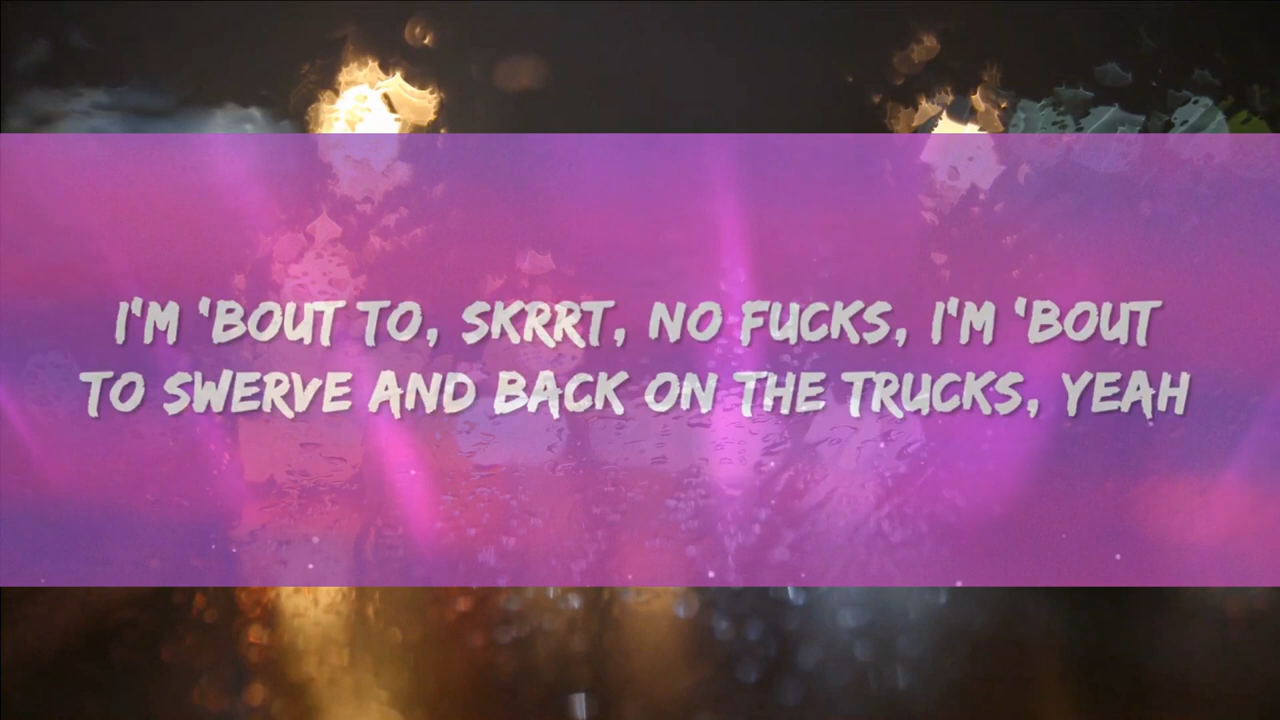 I'M 'BOUT TO, SKRRT, NO FUCKS, I'M 'BOUT
TO SWERVE AND BACK ON THE TRUCKS, YEAH